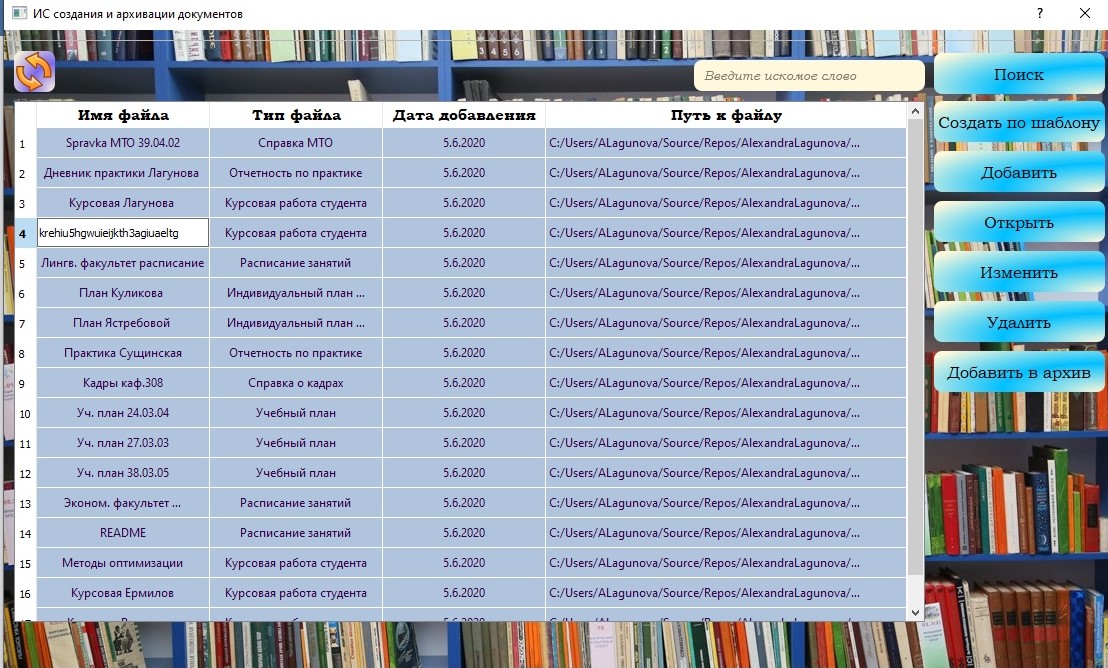 ИС создания и архивации документов
?
Введите искомое слово
Поиск
Создать по шаблону
Добавить
Открыть
Изменить
Удалить
Добавить в архив
Имя файла Тип файла Дата добавления Путь к файлу
1 Spravka MTO 39.04.02 Справка МТО 5.6.2020 C:/Users/ALagunova/Source/Repos/AlexandraLagunova/...
2 Дневник практики Лагунова Отчетность по практике 5.6.2020 C:/Users/ALagunova/Source/Repos/AlexandraLagunova/...
3 Курсовая Лагунова Курсовая работа студента 5.6.2020 C:/Users/ALagunova/Source/Repos/AlexandraLagunova/...
4 krehiu5hgwuieijkth3agiuaeltg Курсовая работа студента 5.6.2020 C:/Users/ALagunova/Source/Repos/AlexandraLagunova/...
5 Лингв. факультет расписание Расписание занятий 5.6.2020 C:/Users/ALagunova/Source/Repos/AlexandraLagunova/...
6 План Куликова Индивидуальный план ... 5.6.2020 C:/Users/ALagunova/Source/Repos/AlexandraLagunova/...
7 План Ястребовой Индивидуальный план ... 5.6.2020 C:/Users/ALagunova/Source/Repos/AlexandraLagunova/...
8 Практика Сущинская Отчетность по практике 5.6.2020 C:/Users/ALagunova/Source/Repos/AlexandraLagunova/...
9 Кадры каф.308 Справка о кадрах 5.6.2020 C:/Users/ALagunova/Source/Repos/AlexandraLagunova/...
10 Уч. план 24.03.04 Учебный план 5.6.2020 C:/Users/ALagunova/Source/Repos/AlexandraLagunova/...
11 Уч. план 27.03.03 Учебный план 5.6.2020 C:/Users/ALagunova/Source/Repos/AlexandraLagunova/...
12 Уч. план 38.03.05 Учебный план 5.6.2020 C:/Users/ALagunova/Source/Repos/AlexandraLagunova/...
13 Эконом. факультет ... Расписание занятий 5.6.2020 C:/Users/ALagunova/Source/Repos/AlexandraLagunova/...
14 README Расписание занятий 5.6.2020 C:/Users/ALagunova/Source/Repos/AlexandraLagunova/...
15 Методы оптимизации Курсовая работа студента 5.6.2020 C:/Users/ALagunova/Source/Repos/AlexandraLagunova/...
16 Курсовая Ермилов Курсовая работа студента 5.6.2020 C:/Users/ALagunova/Source/Repos/AlexandraLagunova/...